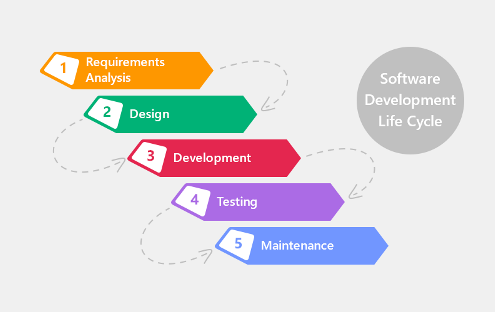 1
Requirements
Analysis
2
Design
3
Development
4
Testing
5
Maintenance
Software
Development
Life Cycle